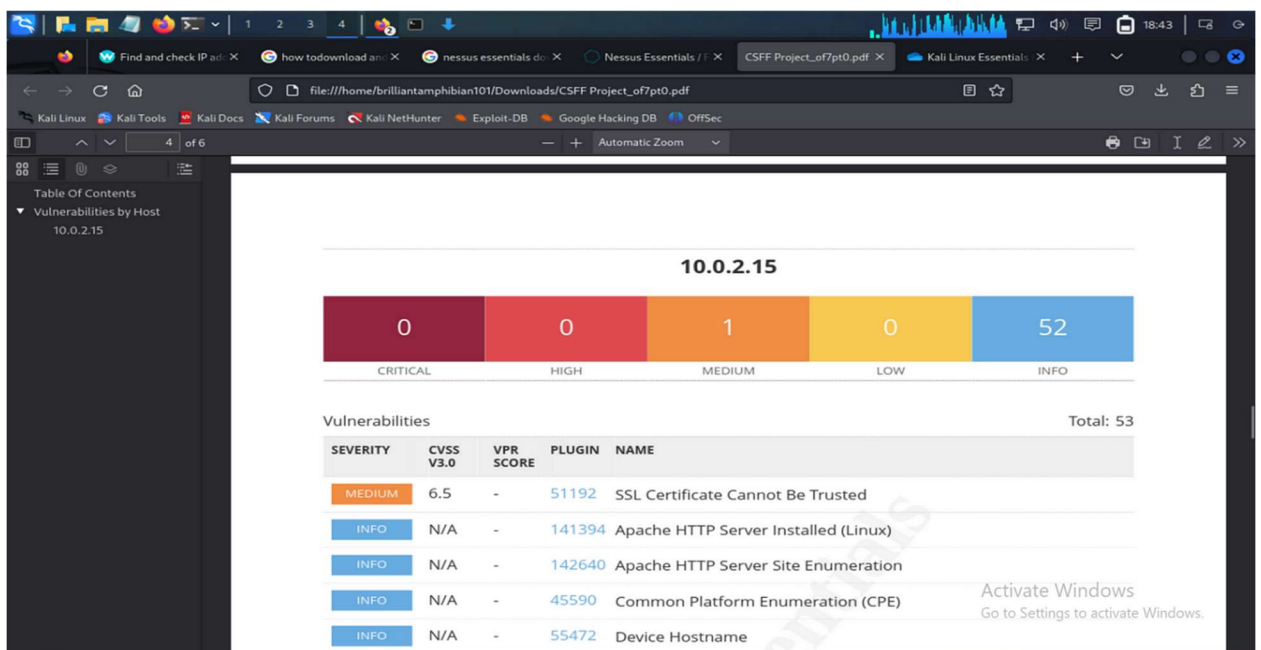 1 2 3 4 18:43
Find and check IP ad
how todownload and
nessus essentials do
Nessus Essentials / F
CSFF Project_of7pt0.pdf
Kali Linux Essentials
file:///home/brilliantamphibian101/Downloads/CSFF Project_of7pt0.pdf
Kali Linux Kali Tools Kali Docs Kali Forums Kali NetHunter Exploit-DB Google Hacking DB OffSec
4 of 6 Automatic Zoom
Table Of Contents
Vulnerabilities by Host
10.0.2.15
10.0.2.15
0 0 1 0 52
CRITICAL HIGH MEDIUM LOW INFO
Vulnerabilities Total: 53
SEVERITY CVSS V3.0 VPR SCORE PLUGIN NAME
MEDIUM 6.5 - 51192 SSL Certificate Cannot Be Trusted
INFO N/A - 141394 Apache HTTP Server Installed (Linux)
INFO N/A - 142640 Apache HTTP Server Site Enumeration
INFO N/A - 45590 Common Platform Enumeration (CPE)
INFO N/A - 55472 Device Hostname
Activate Windows
Go to Settings to activate Windows.